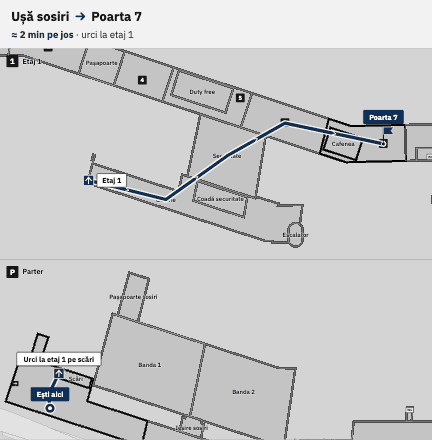 Ușă sosiri → Poarta 7
≈ 2 min pe jos · urci la etaj 1
1 Etaj 1
Pașapoarte
4
Duty free
5
Poarta 7
Cafenea
Etaj 1
Coadă securitate
Escalator
P Parter
Pașapoarte sosiri
Urci la etaj 1 pe scări
Scări
Banda 1
Banda 2
Ești aici